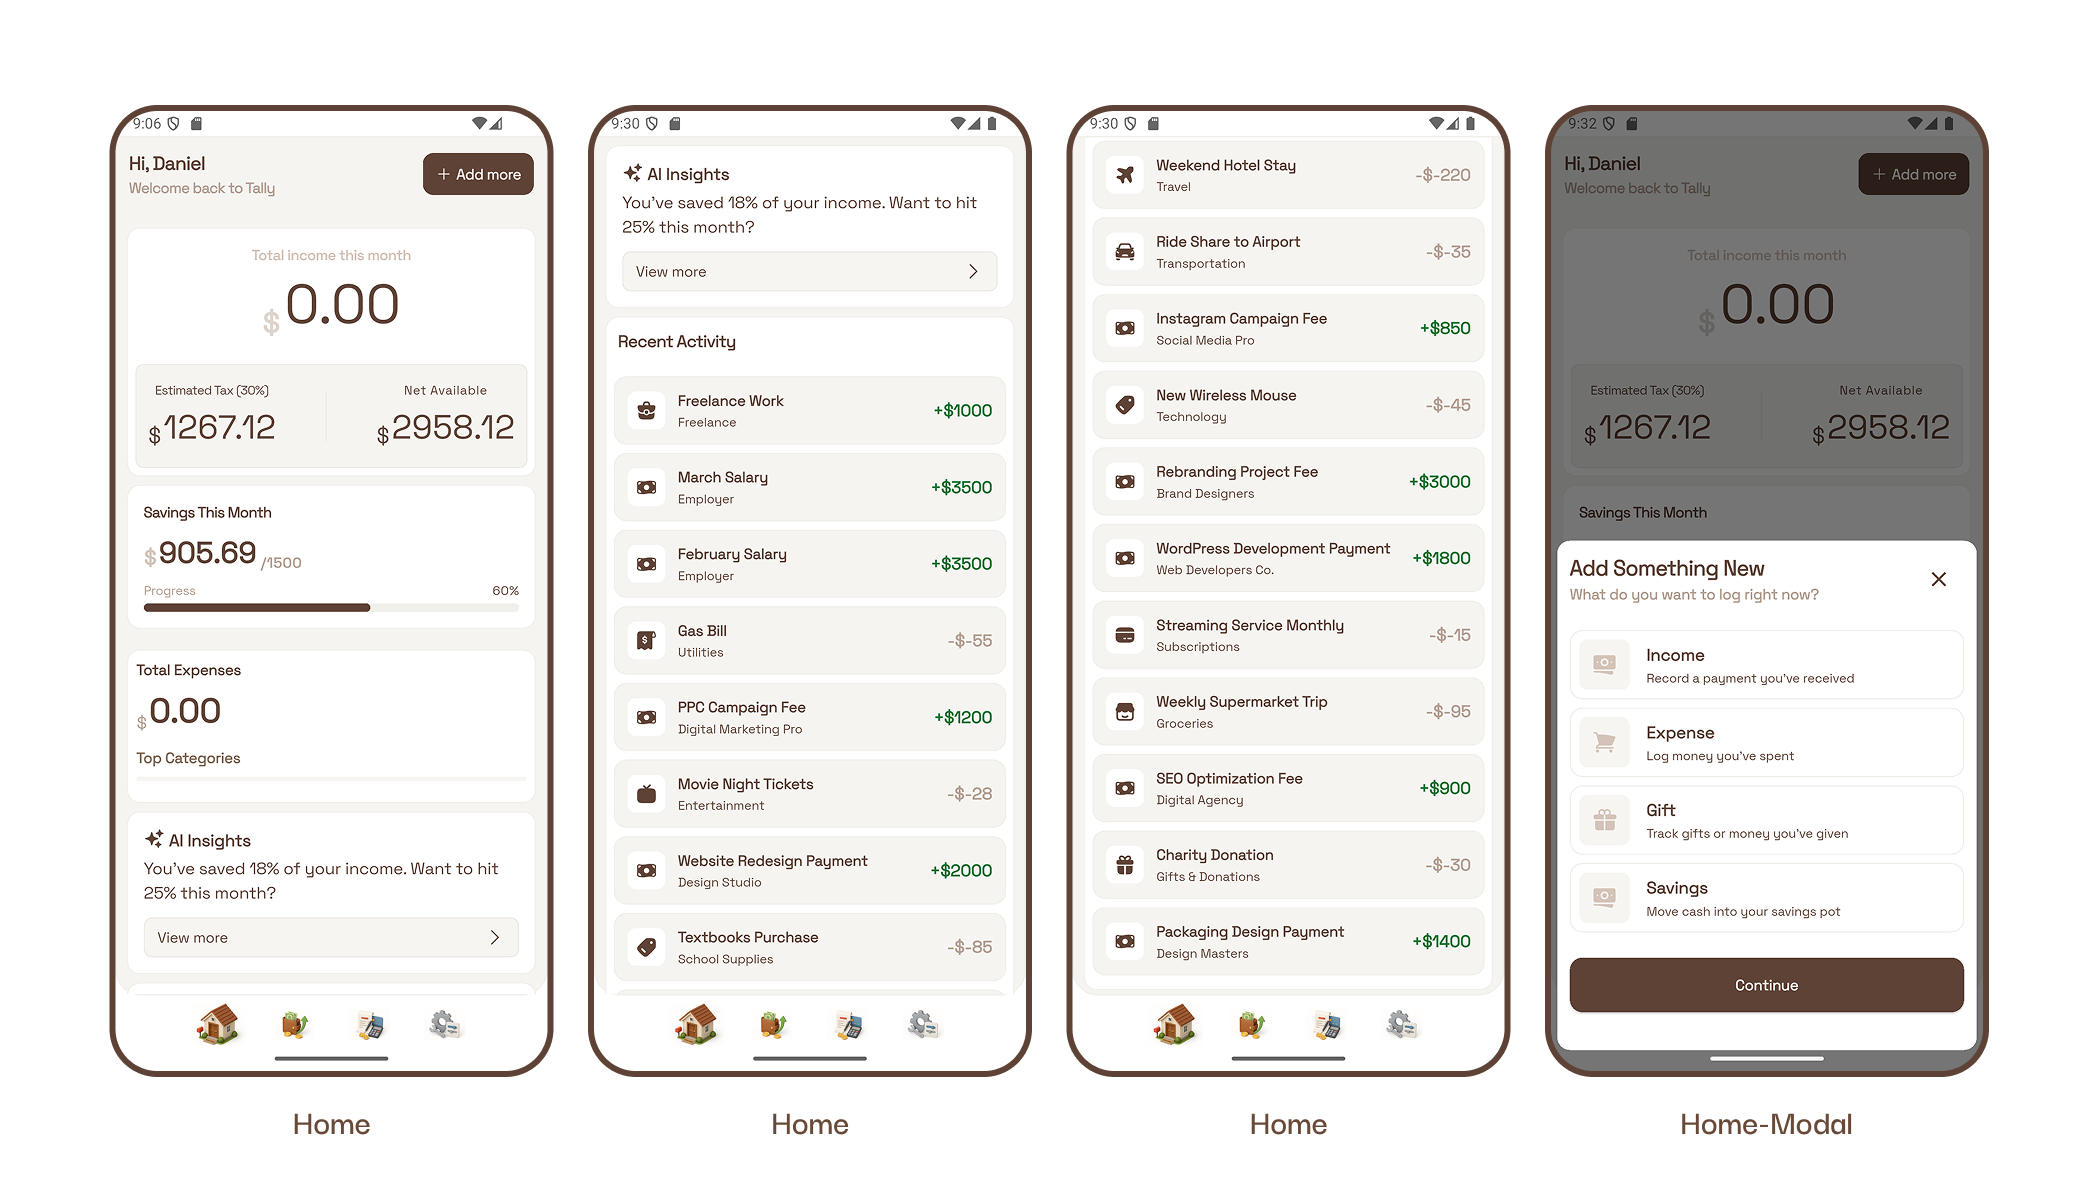 9:06
Hi, Daniel
Welcome back to Tally
+ Add more
Total income this month
$ 0.00
Estimated Tax (30%)
$1267.12
Net Available
$2958.12
Savings This Month
$905.69 /1500
Progress 60%
Total Expenses
$0.00
Top Categories
AI Insights
You've saved 18% of your income. Want to hit
25% this month?
View more
Home
9:30
AI Insights
You've saved 18% of your income. Want to hit
25% this month?
View more
Recent Activity
Freelance Work
Freelance
+$1000
March Salary
Employer
+$3500
February Salary
Employer
+$3500
Gas Bill
Utilities
-$-55
PPC Campaign Fee
Digital Marketing Pro
+$1200
Movie Night Tickets
Entertainment
-$-28
Website Redesign Payment
Design Studio
+$2000
Textbooks Purchase
School Supplies
-$-85
Home
9:30
Weekend Hotel Stay
Travel
-$-220
Ride Share to Airport
Transportation
-$-35
Instagram Campaign Fee
Social Media Pro
+$850
New Wireless Mouse
Technology
-$-45
Rebranding Project Fee
Brand Designers
+$3000
WordPress Development Payment
Web Developers Co.
+$1800
Streaming Service Monthly
Subscriptions
-$-15
Weekly Supermarket Trip
Groceries
-$-95
SEO Optimization Fee
Digital Agency
+$900
Charity Donation
Gifts & Donations
-$-30
Packaging Design Payment
Design Masters
+$1400
Home
9:32
Hi, Daniel
Welcome back to Tally
+ Add more
Total income this month
$ 0.00
Estimated Tax (30%)
$1267.12
Net Available
$2958.12
Savings This Month
Add Something New
What do you want to log right now?
Income
Record a payment you've received
Expense
Log money you've spent
Gift
Track gifts or money you've given
Savings
Move cash into your savings pot
Continue
Home-Modal